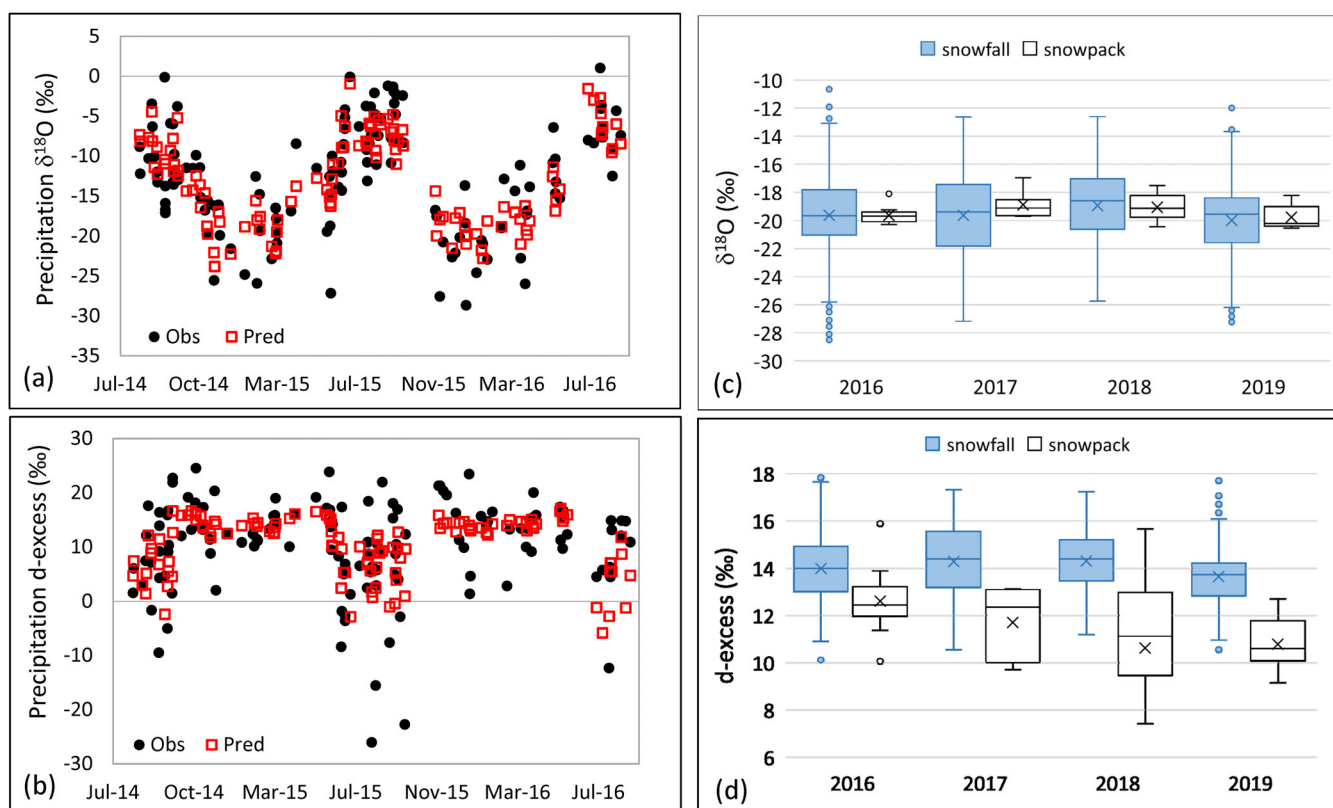 Precipitation δ¹⁸O (‰)
5
0
-5
-10
-15
-20
-25
-30
-35
Obs Pred
(a)
Jul-14 Oct-14 Mar-15 Jul-15 Nov-15 Mar-16 Jul-16
Precipitation d-excess (‰)
30
20
10
0
-10
-20
-30
Obs Pred
(b)
Jul-14 Oct-14 Mar-15 Jul-15 Nov-15 Mar-16 Jul-16
snowfall snowpack
δ¹⁸O (‰)
-10
-12
-14
-16
-18
-20
-22
-24
-26
-28
-30
(c)
2016 2017 2018 2019
snowfall snowpack
d-excess (‰)
18
16
14
12
10
8
6
(d)
2016 2017 2018 2019